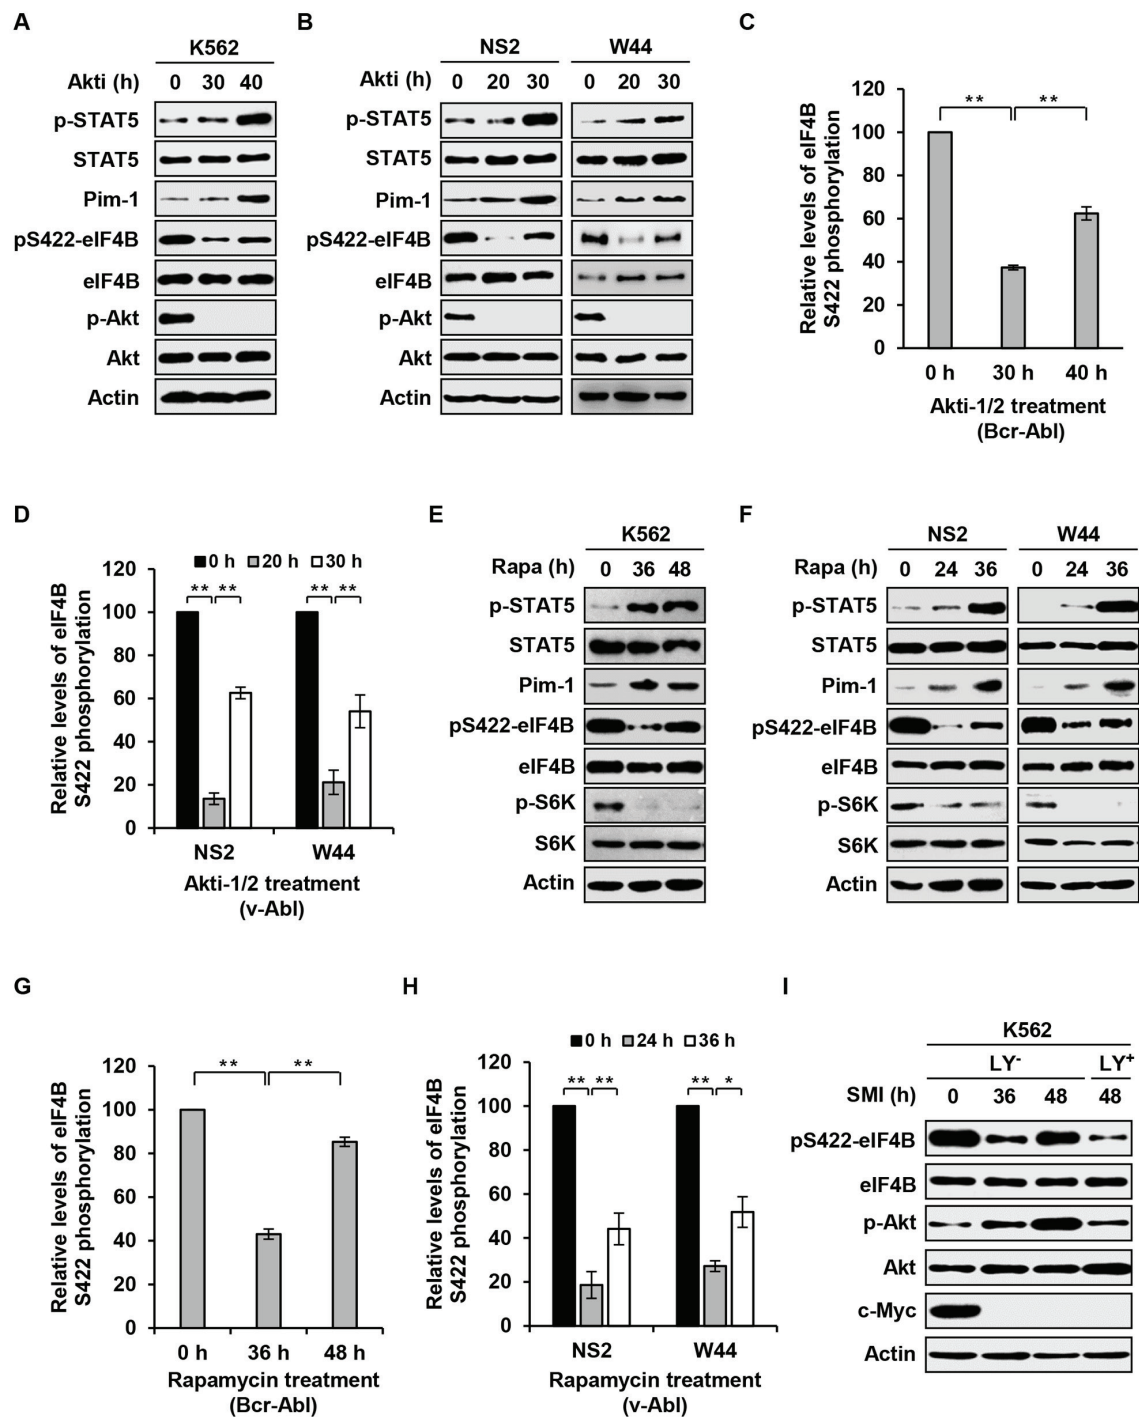 A
K562
Akti (h) 0 30 40
p-STAT5
STAT5
Pim-1
pS422-eIF4B
eIF4B
p-Akt
Akt
Actin
B
NS2 W44
Akti (h) 0 20 30 0 20 30
p-STAT5
STAT5
Pim-1
pS422-eIF4B
eIF4B
p-Akt
Akt
Actin
C
Relative levels of eIF4B
S422 phosphorylation
120
100
80
60
40
20
0
** **
0 h 30 h 40 h
Akti-1/2 treatment
(Bcr-Abl)
D
Relative levels of eIF4B
S422 phosphorylation
0 h 20 h 30 h
120
100
80
60
40
20
0
** ** ** **
NS2 W44
Akti-1/2 treatment
(v-Abl)
E
K562
Rapa (h) 0 36 48
p-STAT5
STAT5
Pim-1
pS422-eIF4B
eIF4B
p-S6K
S6K
Actin
F
NS2 W44
Rapa (h) 0 24 36 0 24 36
p-STAT5
STAT5
Pim-1
pS422-eIF4B
eIF4B
p-S6K
S6K
Actin
G
Relative levels of eIF4B
S422 phosphorylation
120
100
80
60
40
20
0
** **
0 h 36 h 48 h
Rapamycin treatment
(Bcr-Abl)
H
Relative levels of eIF4B
S422 phosphorylation
0 h 24 h 36 h
120
100
80
60
40
20
0
** ** ** *
NS2 W44
Rapamycin treatment
(v-Abl)
I
K562
LY- LY+
SMI (h) 0 36 48 48
pS422-eIF4B
eIF4B
p-Akt
Akt
c-Myc
Actin